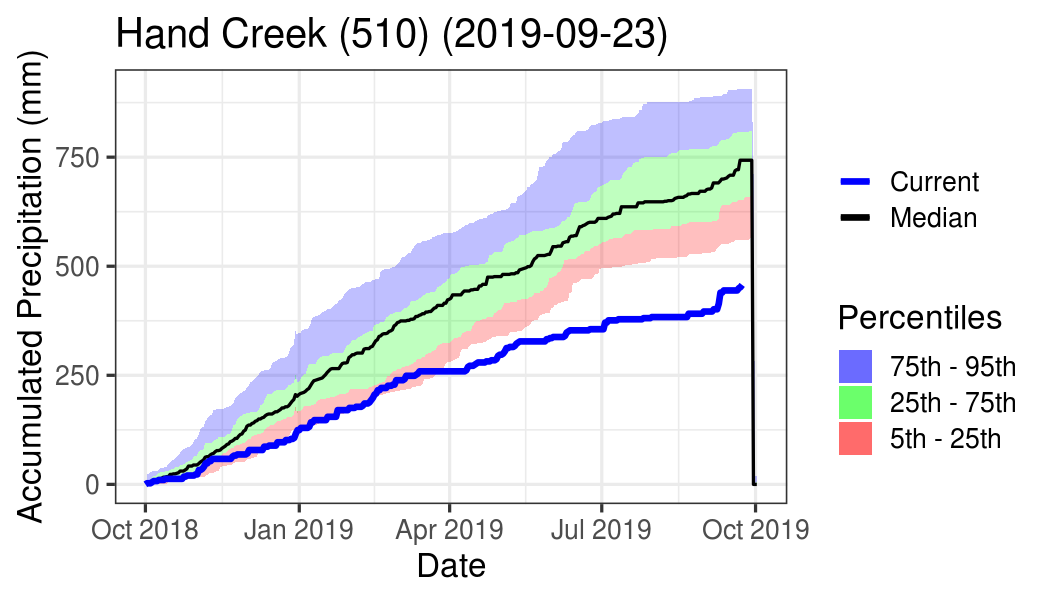 Hand Creek (510) (2019-09-23)
Accumulated Precipitation (mm)
750
500
250
0
Oct 2018
Jan 2019
Apr 2019
Jul 2019
Oct 2019
Date
Current
Median
Percentiles
75th - 95th
25th - 75th
5th - 25th